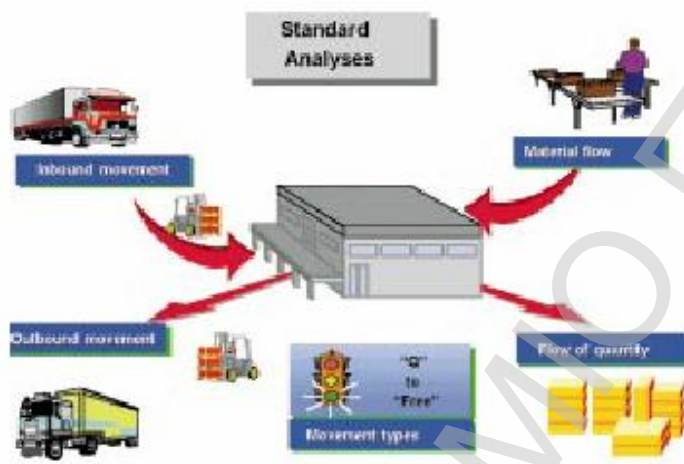 Standard
Analyses
Inbound movement
Material flow
Outbound movement
"Q"
to
"Free"
Movement types
Flow of quantity